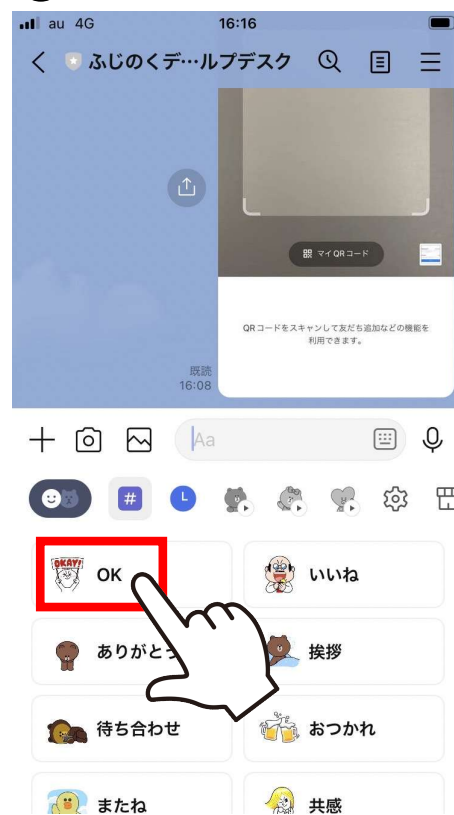 au 4G
16:16
ふじのくデ…ルプデスク
マイQRコード
QRコードをスキャンして友だち追加などの機能を
利用できます。
既読
16:08
Aa
#
OKAY!
OK
いいね
ありがとう
挨拶
待ち合わせ
おつかれ
またね
共感